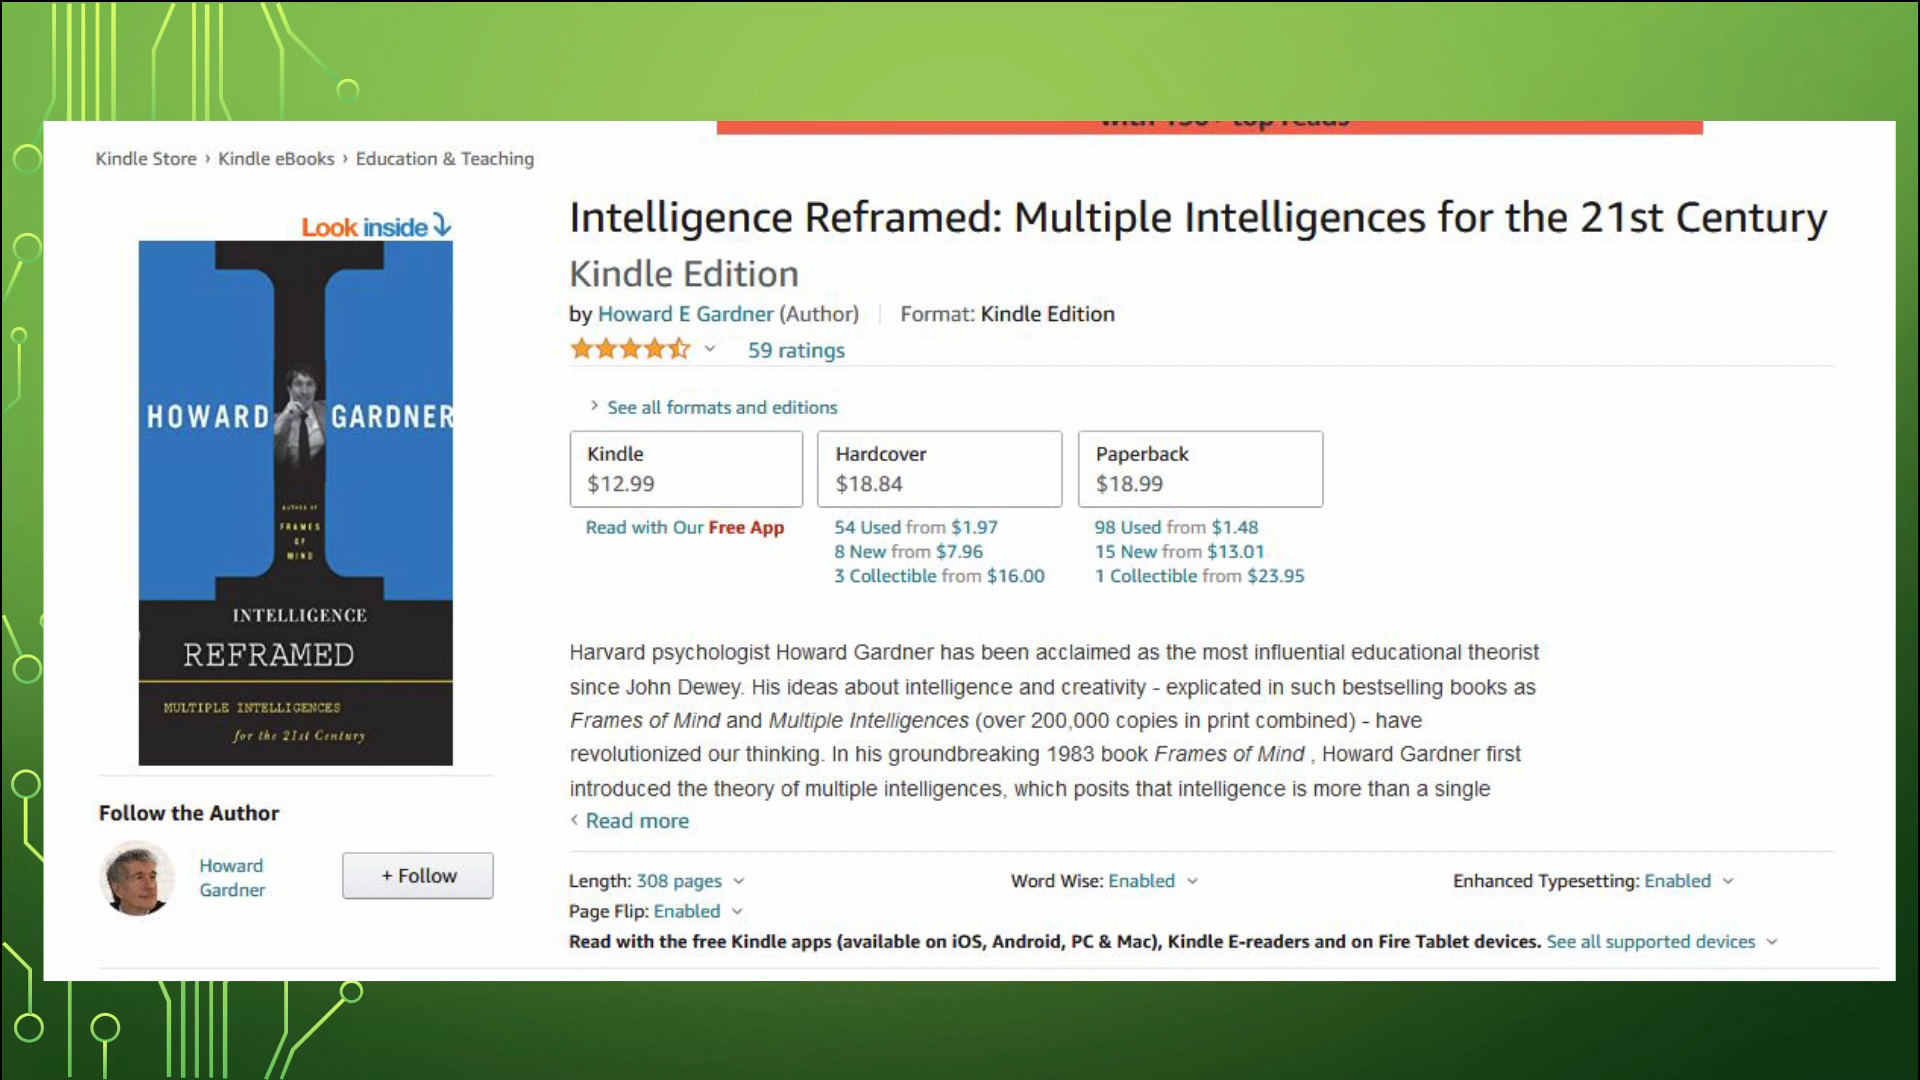 with 130+ top reads
Kindle Store › Kindle eBooks › Education & Teaching
Look inside
HOWARD GARDNER
AUTHOR OF
FRAMES
OF
MIND
INTELLIGENCE
REFRAMED
MULTIPLE INTELLIGENCES
for the 21st Century
Follow the Author
Howard
Gardner
+ Follow
Intelligence Reframed: Multiple Intelligences for the 21st Century
Kindle Edition
by Howard E Gardner (Author) Format: Kindle Edition
59 ratings
› See all formats and editions
Kindle
$12.99
Read with Our Free App
Hardcover
$18.84
54 Used from $1.97
8 New from $7.96
3 Collectible from $16.00
Paperback
$18.99
98 Used from $1.48
15 New from $13.01
1 Collectible from $23.95
Harvard psychologist Howard Gardner has been acclaimed as the most influential educational theorist
since John Dewey. His ideas about intelligence and creativity - explicated in such bestselling books as
Frames of Mind and Multiple Intelligences (over 200,000 copies in print combined) - have
revolutionized our thinking. In his groundbreaking 1983 book Frames of Mind , Howard Gardner first
introduced the theory of multiple intelligences, which posits that intelligence is more than a single
‹ Read more
Length: 308 pages Word Wise: Enabled Enhanced Typesetting: Enabled
Page Flip: Enabled
Read with the free Kindle apps (available on iOS, Android, PC & Mac), Kindle E-readers and on Fire Tablet devices. See all supported devices